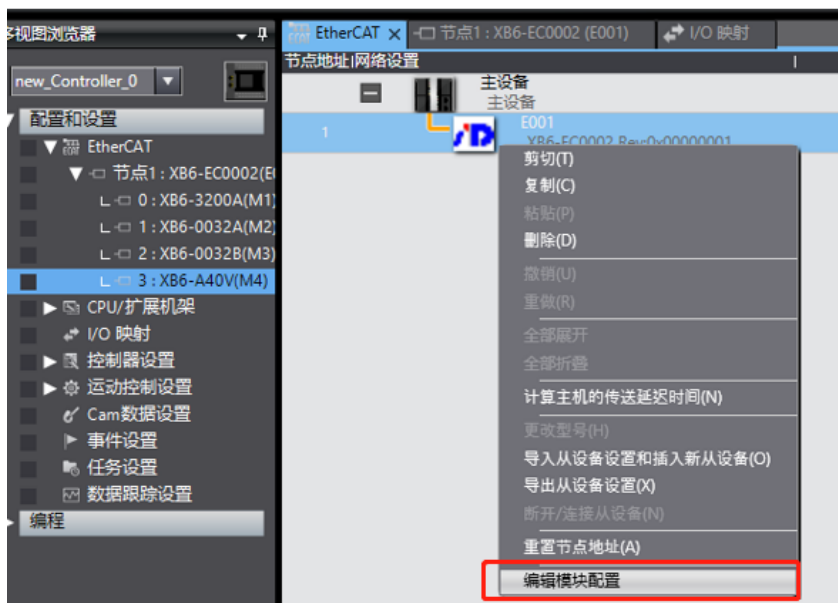 多视图浏览器
EtherCAT
节点1 : XB6-EC0002 (E001)
I/O 映射
new_Controller_0
节点地址|网络设置
主设备
主设备
配置和设置
EtherCAT
节点1 : XB6-EC0002(E
0 : XB6-3200A(M1)
1 : XB6-0032A(M2)
2 : XB6-0032B(M3)
3 : XB6-A40V(M4)
CPU/扩展机架
I/O 映射
控制器设置
运动控制设置
Cam数据设置
事件设置
任务设置
数据跟踪设置
编程
1
E001
XB6-EC0002 Rev:0x00000001
剪切(T)
复制(C)
粘贴(P)
删除(D)
撤销(U)
重做(R)
全部展开
全部折叠
计算主机的传送延迟时间(N)
更改型号(H)
导入从设备设置和插入新从设备(O)
导出从设备设置(X)
断开/连接从设备(N)
重置节点地址(A)
编辑模块配置